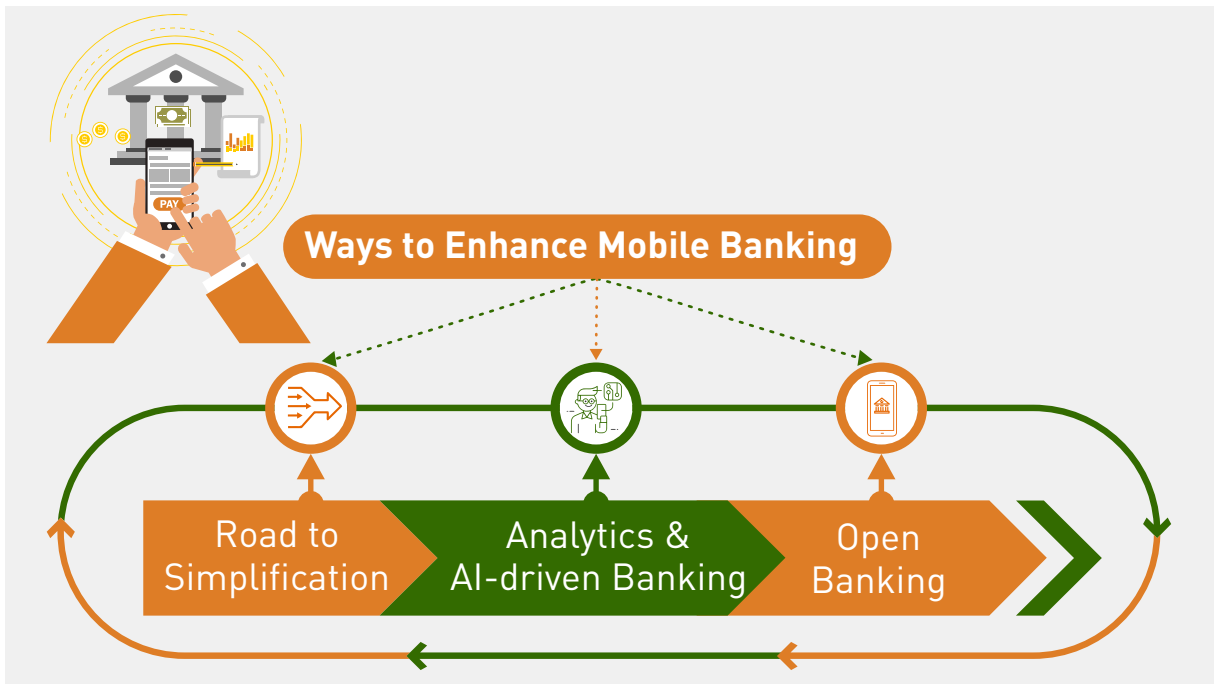 PAY
Ways to Enhance Mobile Banking
Road to
Simplification
Analytics &
AI-driven Banking
Open
Banking